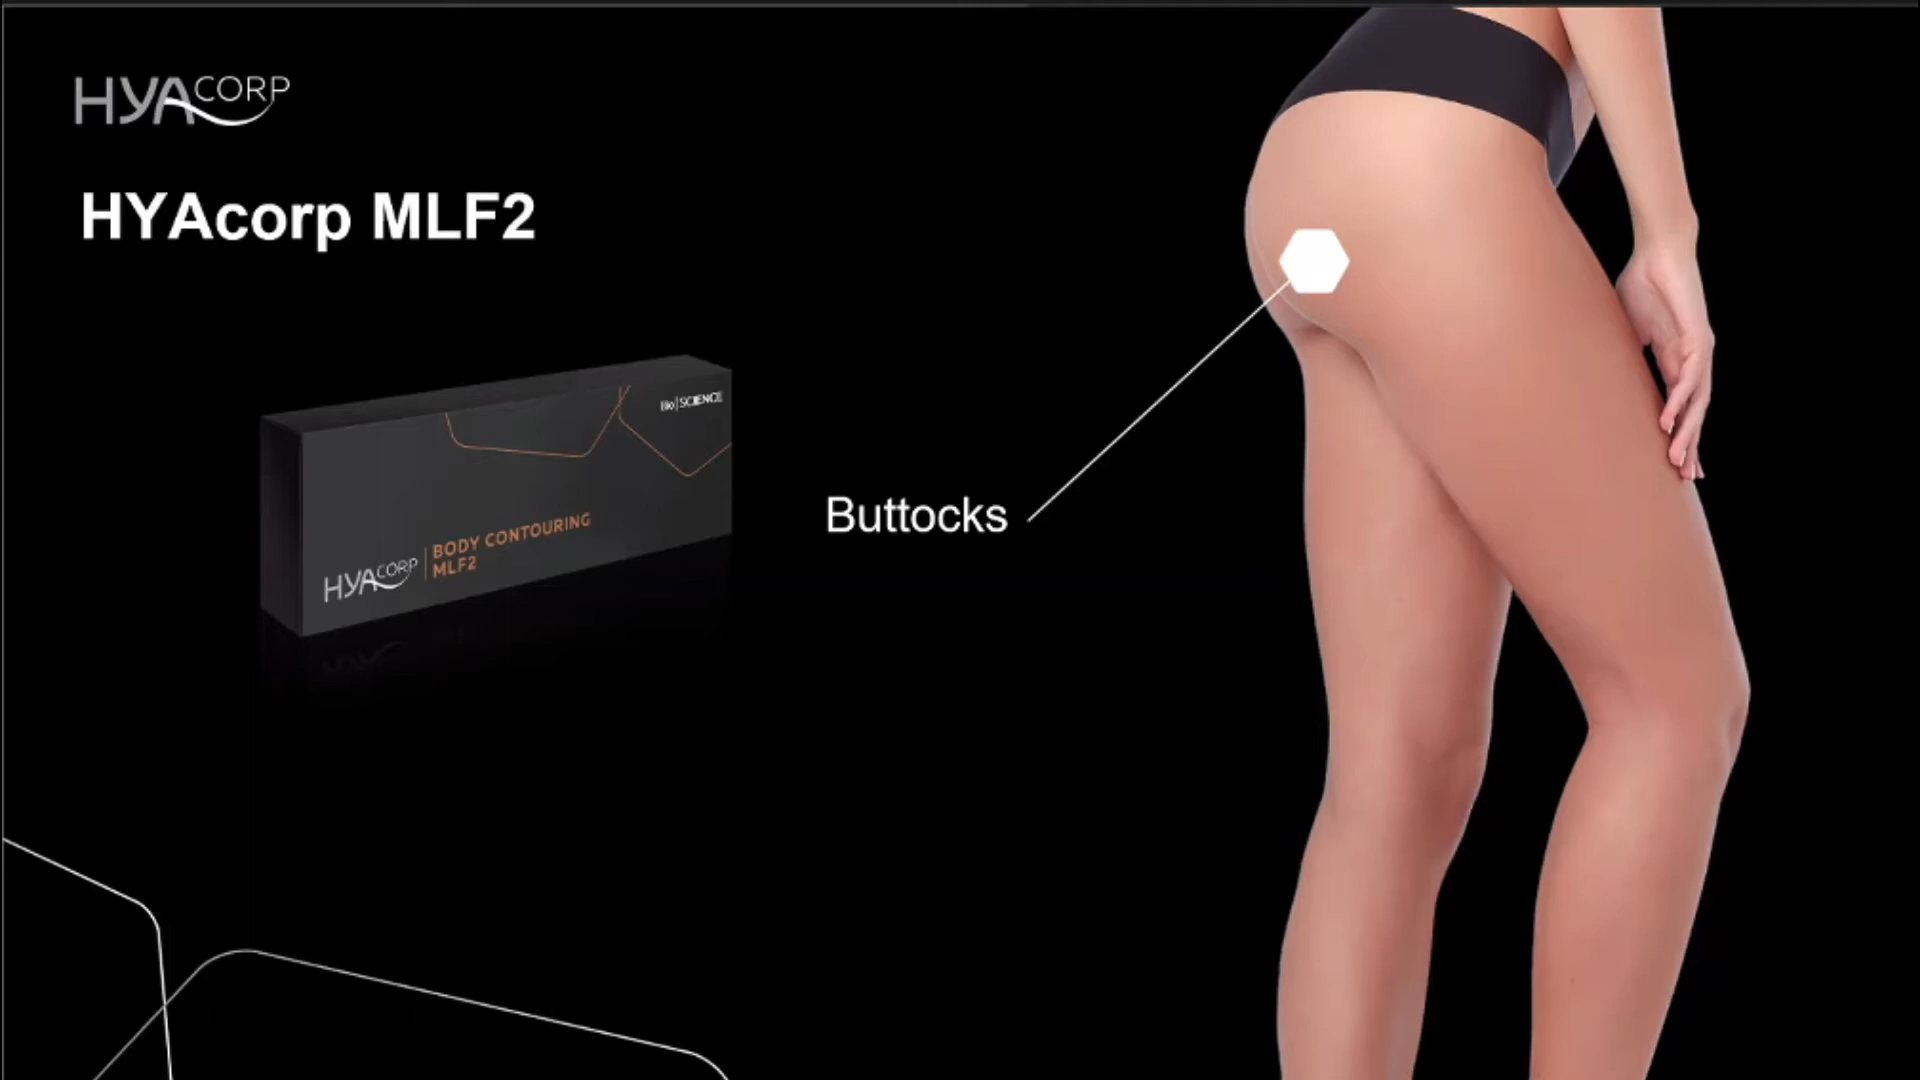 HYACORP
HYAcorp MLF2
Bio|SCIENCE
BODY CONTOURING
HYACORP
MLF2
Buttocks